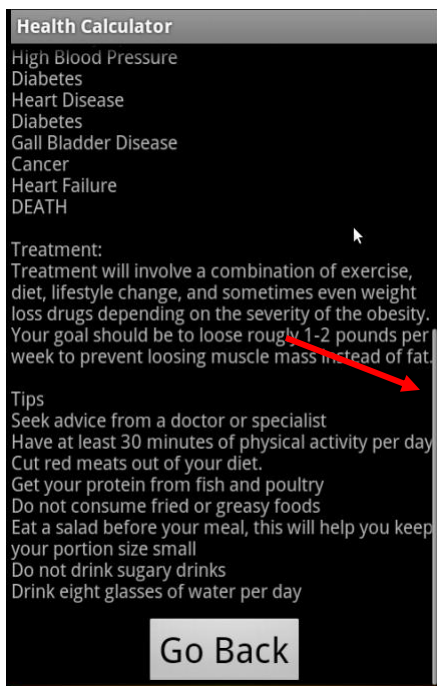 Health Calculator
High Blood Pressure
Diabetes
Heart Disease
Diabetes
Gall Bladder Disease
Cancer
Heart Failure
DEATH
Treatment:
Treatment will involve a combination of exercise,
diet, lifestyle change, and sometimes even weight
loss drugs depending on the severity of the obesity.
Your goal should be to loose rougly 1-2 pounds per
week to prevent loosing muscle mass instead of fat.
Tips
Seek advice from a doctor or specialist
Have at least 30 minutes of physical activity per day
Cut red meats out of your diet.
Get your protein from fish and poultry
Do not consume fried or greasy foods
Eat a salad before your meal, this will help you keep
your portion size small
Do not drink sugary drinks
Drink eight glasses of water per day
Go Back